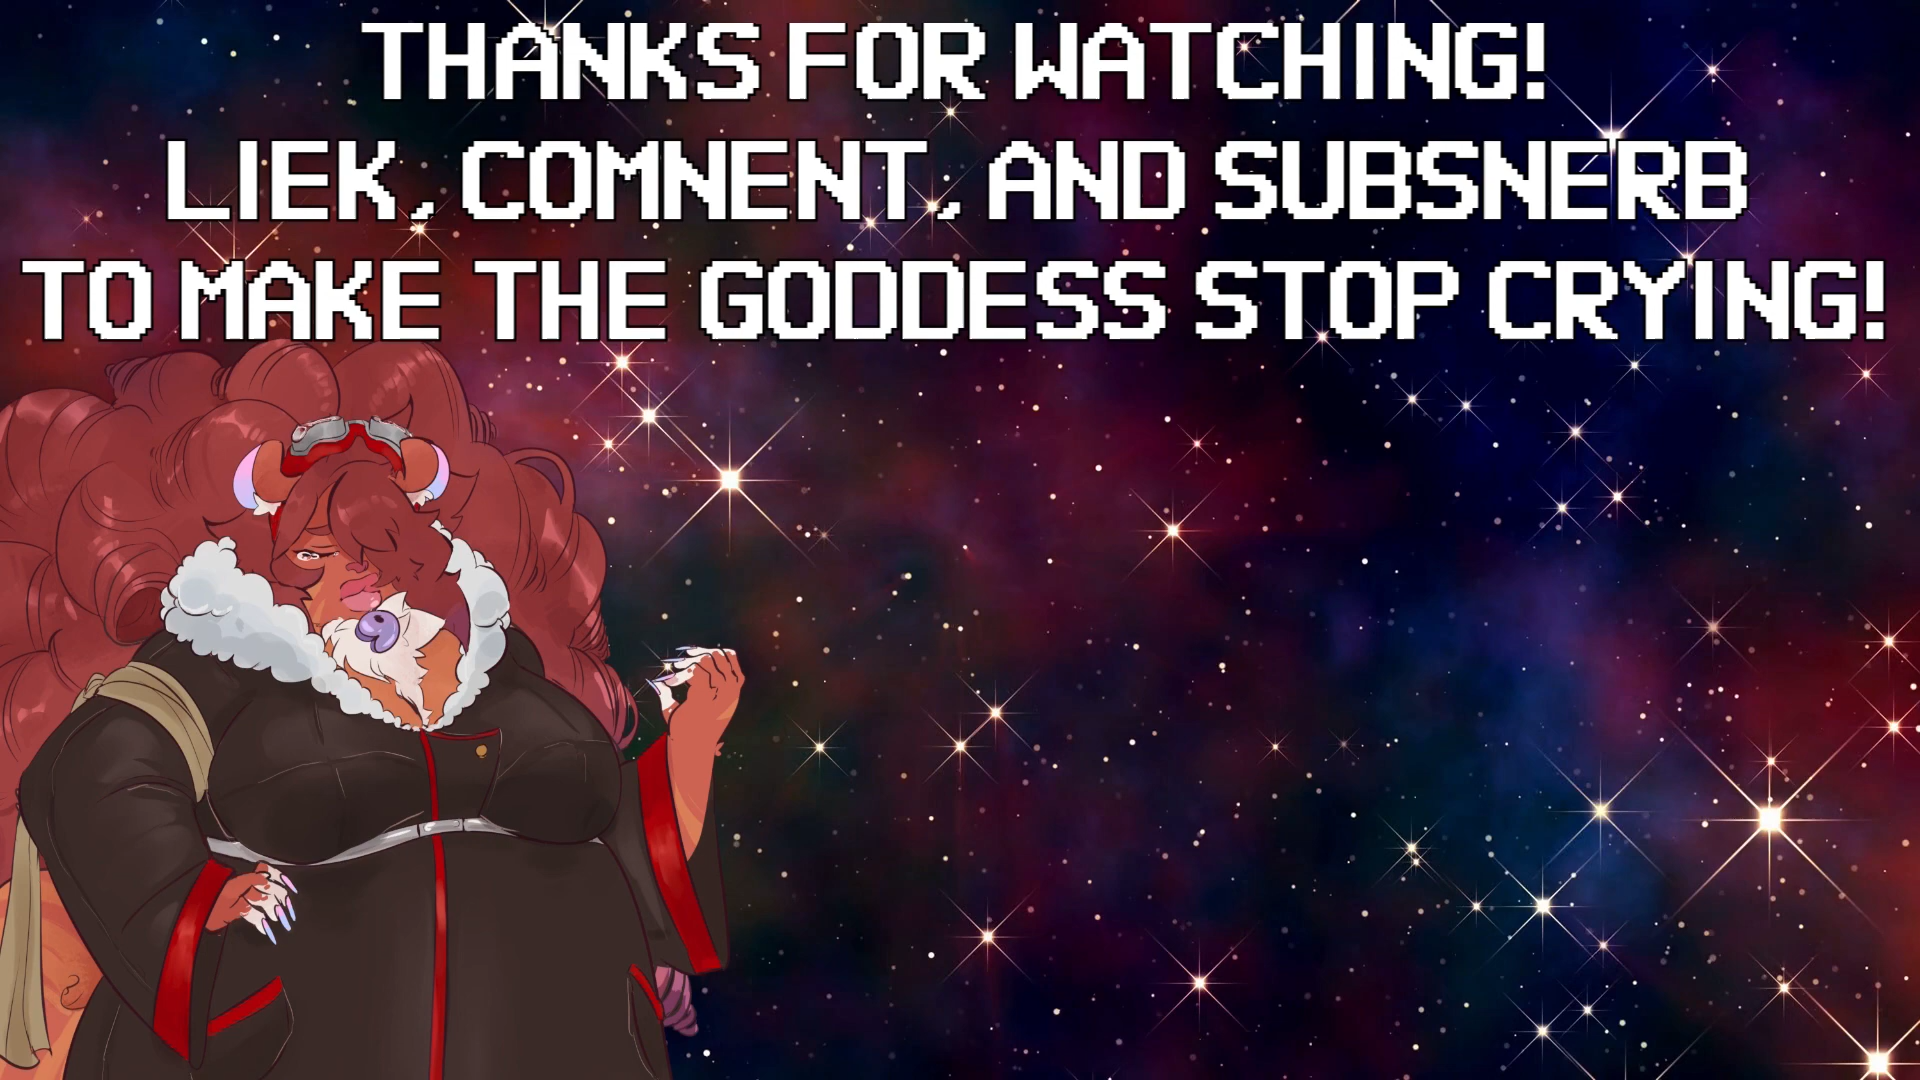 THANKS FOR WATCHING!
LIEK, COMNENT, AND SUBSNERB
TO MAKE THE GODDESS STOP CRYING!